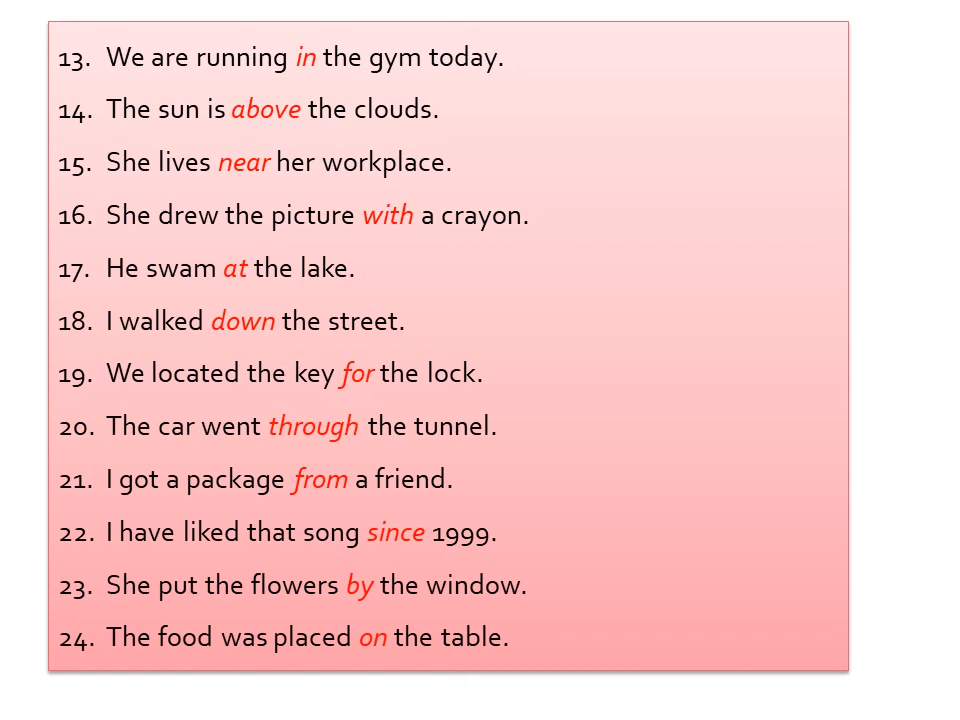 13. We are running in the gym today.
14. The sun is above the clouds.
15. She lives near her workplace.
16. She drew the picture with a crayon.
17. He swam at the lake.
18. I walked down the street.
19. We located the key for the lock.
20. The car went through the tunnel.
21. I got a package from a friend.
22. I have liked that song since 1999.
23. She put the flowers by the window.
24. The food was placed on the table.